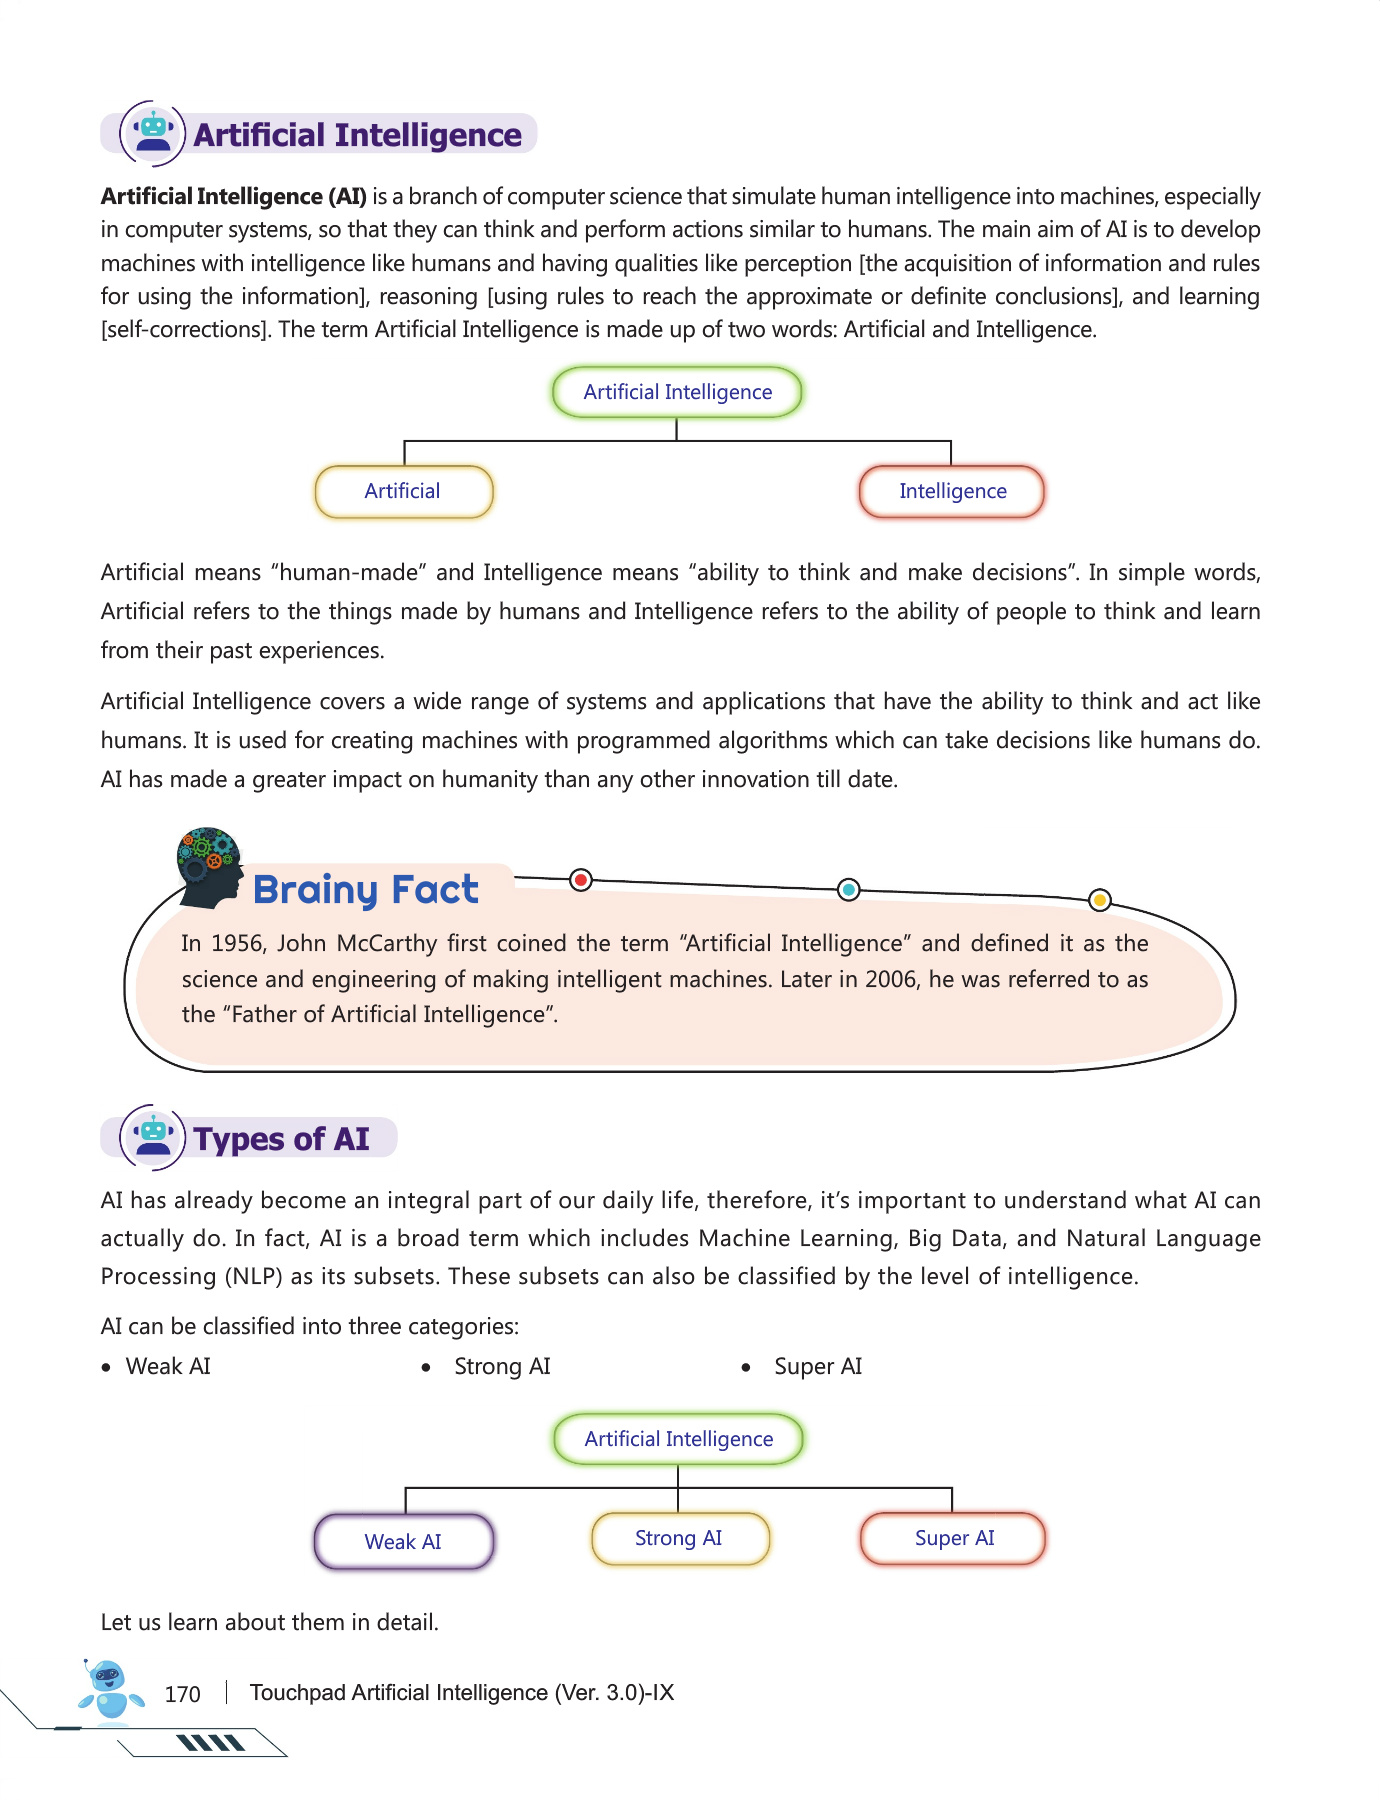 Artificial Intelligence
Artificial Intelligence (AI) is a branch of computer science that simulate human intelligence into machines, especially
in computer systems, so that they can think and perform actions similar to humans. The main aim of AI is to develop
machines with intelligence like humans and having qualities like perception [the acquisition of information and rules
for using the information], reasoning [using rules to reach the approximate or definite conclusions], and learning
[self-corrections]. The term Artificial Intelligence is made up of two words: Artificial and Intelligence.
Artificial Intelligence
Artificial
Intelligence
Artificial means “human-made” and Intelligence means “ability to think and make decisions”. In simple words,
Artificial refers to the things made by humans and Intelligence refers to the ability of people to think and learn
from their past experiences.
Artificial Intelligence covers a wide range of systems and applications that have the ability to think and act like
humans. It is used for creating machines with programmed algorithms which can take decisions like humans do.
AI has made a greater impact on humanity than any other innovation till date.
Brainy Fact
In 1956, John McCarthy first coined the term “Artificial Intelligence” and defined it as the
science and engineering of making intelligent machines. Later in 2006, he was referred to as
the “Father of Artificial Intelligence”.
Types of AI
AI has already become an integral part of our daily life, therefore, it’s important to understand what AI can
actually do. In fact, AI is a broad term which includes Machine Learning, Big Data, and Natural Language
Processing (NLP) as its subsets. These subsets can also be classified by the level of intelligence.
AI can be classified into three categories:
• Weak AI • Strong AI • Super AI
Artificial Intelligence
Weak AI
Strong AI
Super AI
Let us learn about them in detail.
170 | Touchpad Artificial Intelligence (Ver. 3.0)-IX